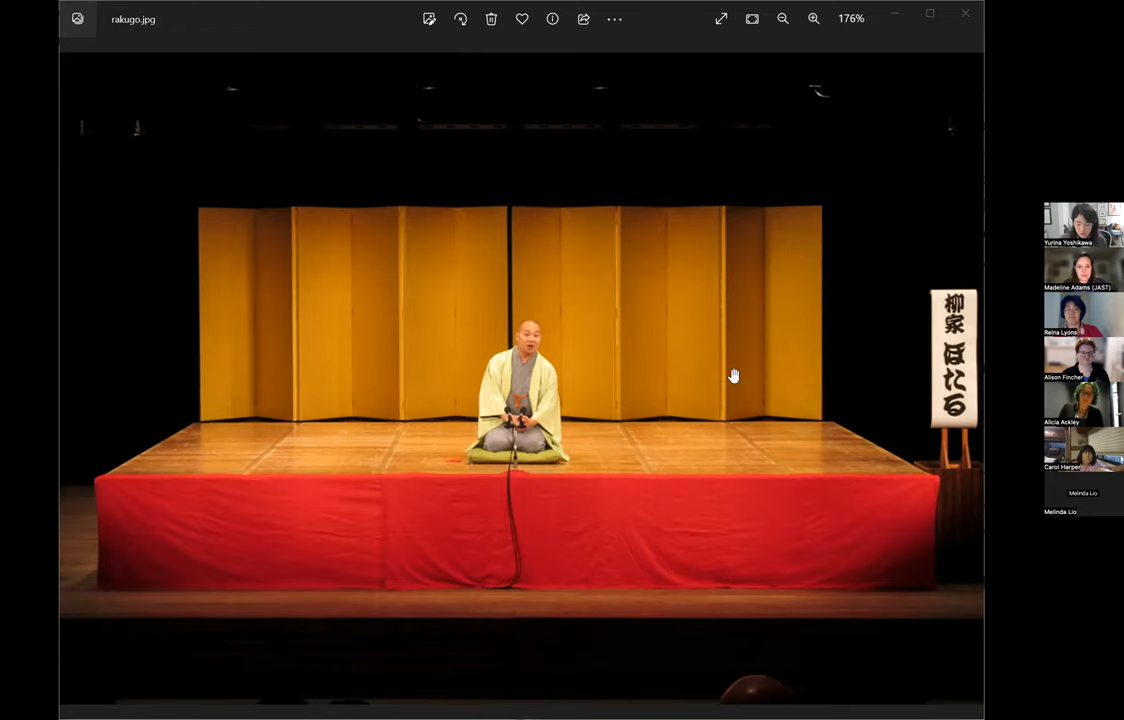 rakugo.jpg
176%
柳家 ほたる
Yurina Yoshikawa
Madeline Adams (JAST)
Reina Lyons
Alison Fincher
Alicia Ackley
Carol Harper
Melinda Lio
Melinda Lio